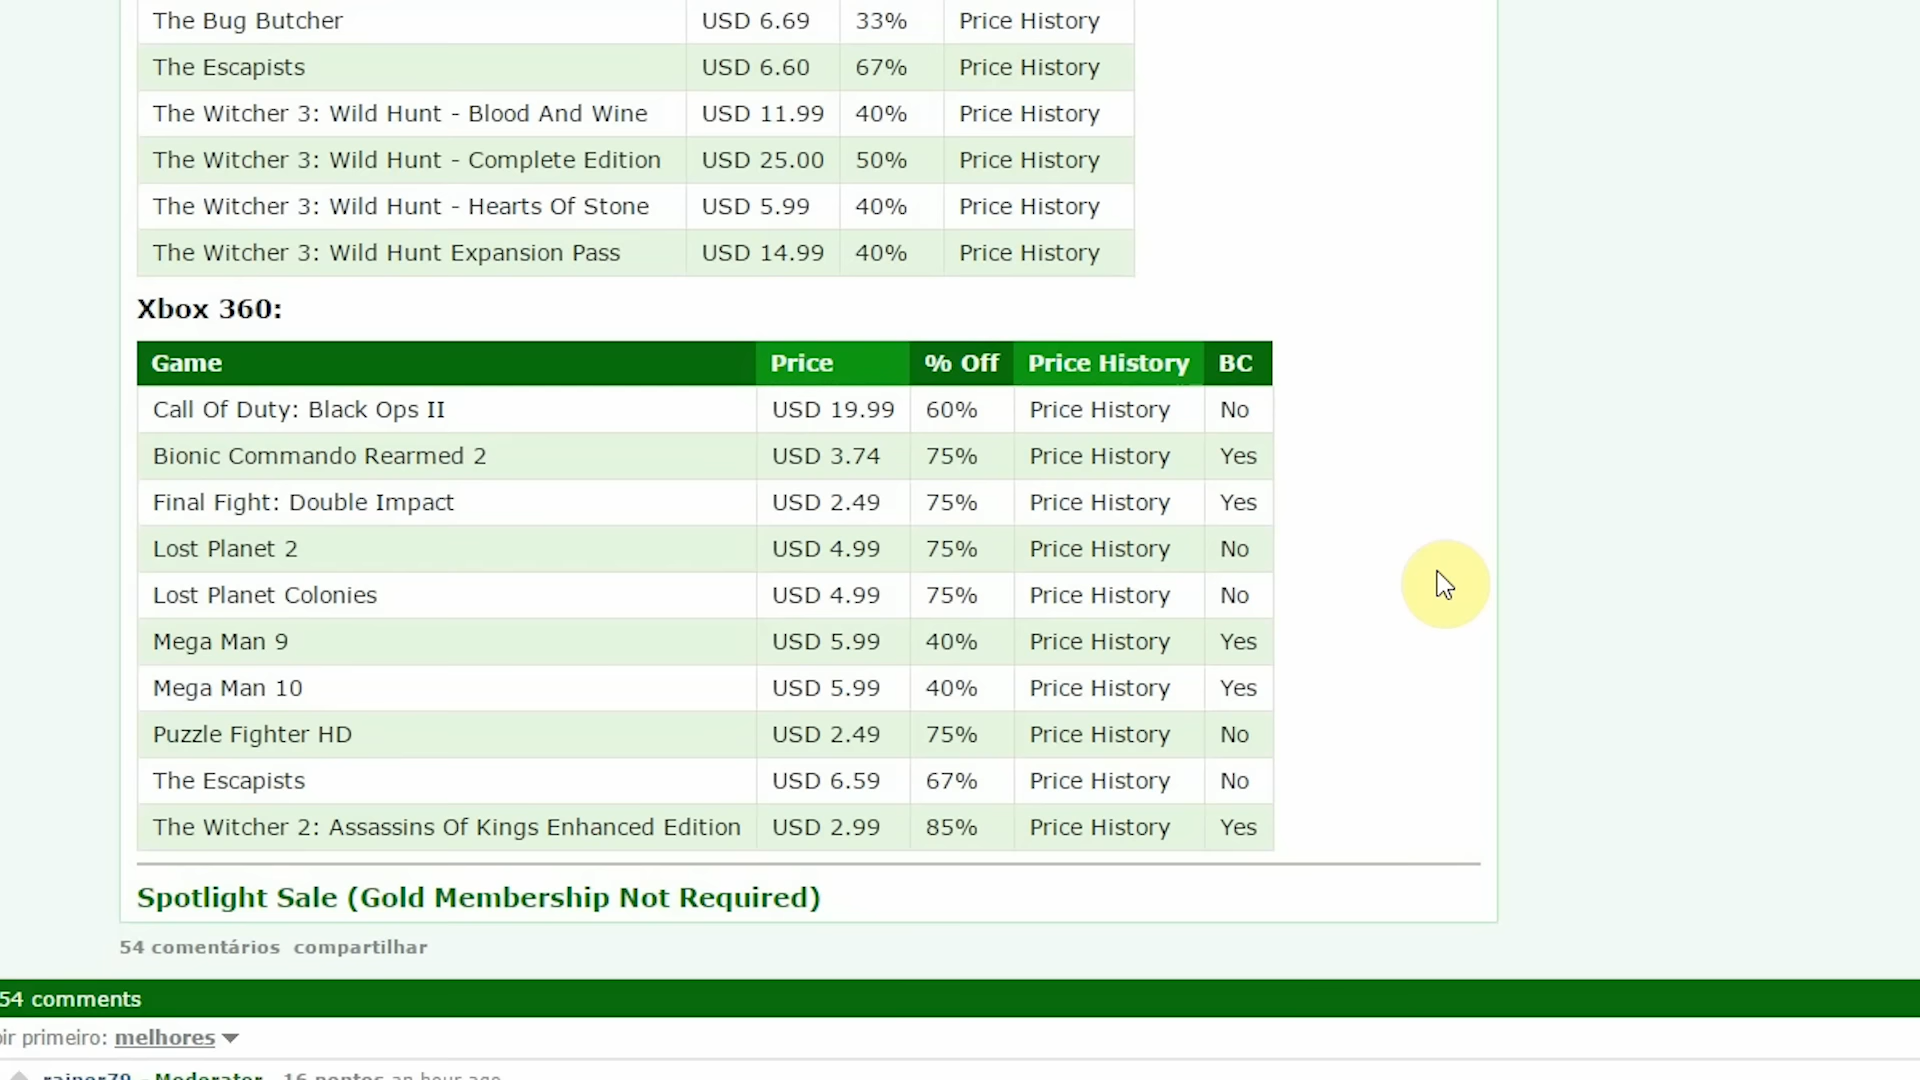 The Bug Butcher USD 6.69 33% Price History
The Escapists USD 6.60 67% Price History
The Witcher 3: Wild Hunt - Blood And Wine USD 11.99 40% Price History
The Witcher 3: Wild Hunt - Complete Edition USD 25.00 50% Price History
The Witcher 3: Wild Hunt - Hearts Of Stone USD 5.99 40% Price History
The Witcher 3: Wild Hunt Expansion Pass USD 14.99 40% Price History
Xbox 360:
Game Price % Off Price History BC
Call Of Duty: Black Ops II USD 19.99 60% Price History No
Bionic Commando Rearmed 2 USD 3.74 75% Price History Yes
Final Fight: Double Impact USD 2.49 75% Price History Yes
Lost Planet 2 USD 4.99 75% Price History No
Lost Planet Colonies USD 4.99 75% Price History No
Mega Man 9 USD 5.99 40% Price History Yes
Mega Man 10 USD 5.99 40% Price History Yes
Puzzle Fighter HD USD 2.49 75% Price History No
The Escapists USD 6.59 67% Price History No
The Witcher 2: Assassins Of Kings Enhanced Edition USD 2.99 85% Price History Yes
Spotlight Sale (Gold Membership Not Required)
54 comentários compartilhar
54 comments
bir primeiro: melhores
rainer79 - Moderator 16 pontos an hour ago